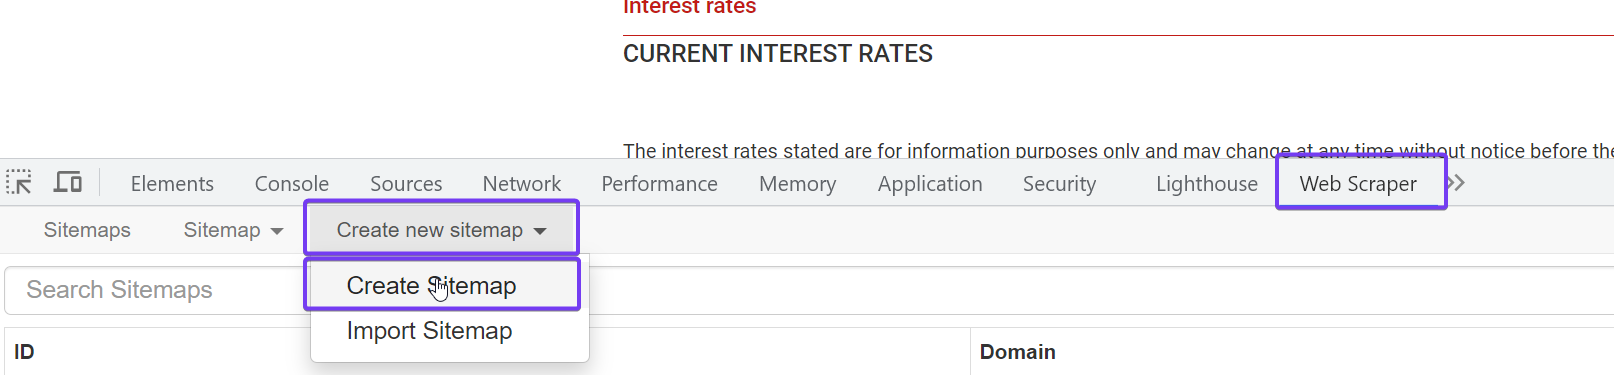 Interest rates
CURRENT INTEREST RATES
The interest rates stated are for information purposes only and may change at any time without notice before the
Elements Console Sources Network Performance Memory Application Security Lighthouse Web Scraper
Sitemaps Sitemap Create new sitemap
Create Sitemap
Search Sitemaps
Import Sitemap
ID Domain